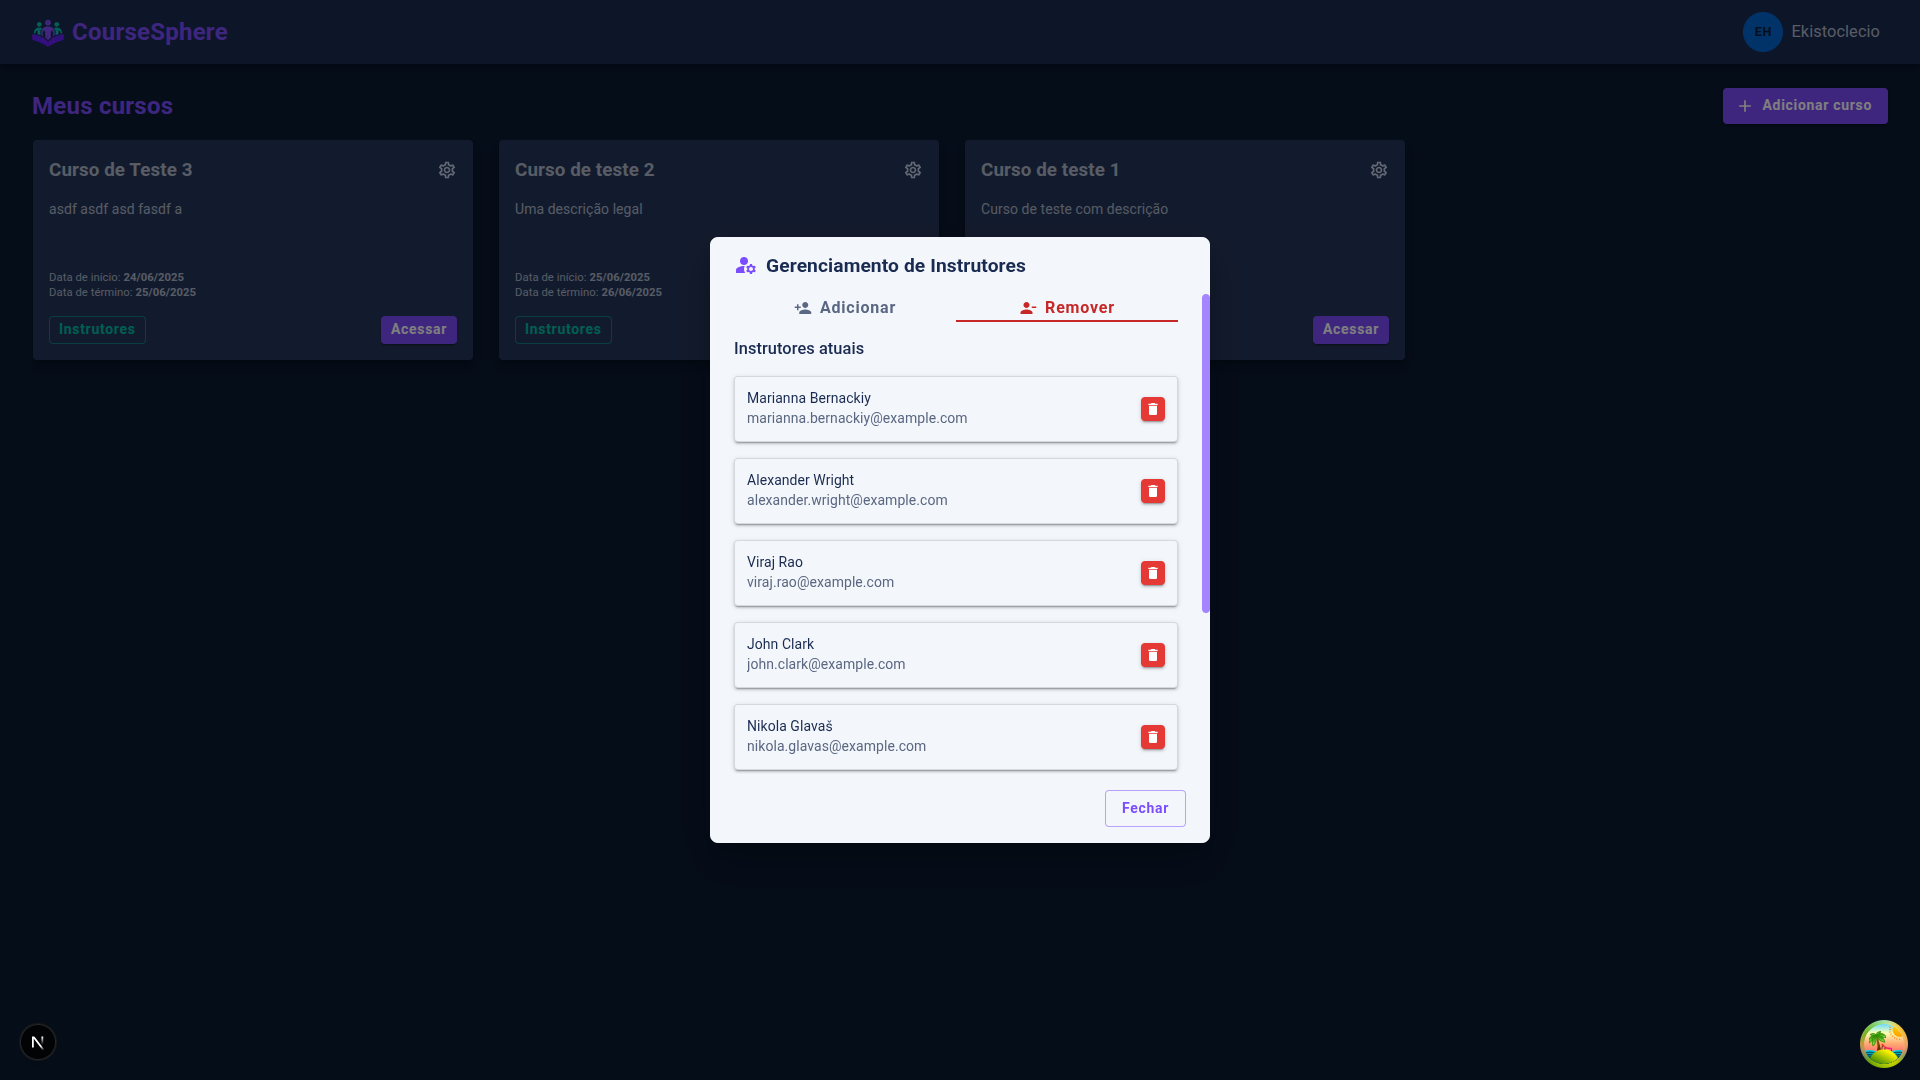 CourseSphere
EH
Ekistoclecio
Meus cursos
Adicionar curso
Curso de Teste 3
asdf asdf asd fasdf a
Data de início: 24/06/2025
Data de término: 25/06/2025
Instrutores
Acessar
Curso de teste 2
Uma descrição legal
Data de início: 25/06/2025
Data de término: 26/06/2025
Instrutores
Curso de teste 1
Curso de teste com descrição
Acessar
Gerenciamento de Instrutores
Adicionar
Remover
Instrutores atuais
Marianna Bernackiy
marianna.bernackiy@example.com
Alexander Wright
alexander.wright@example.com
Viraj Rao
viraj.rao@example.com
John Clark
john.clark@example.com
Nikola Glavaš
nikola.glavas@example.com
Fechar
N